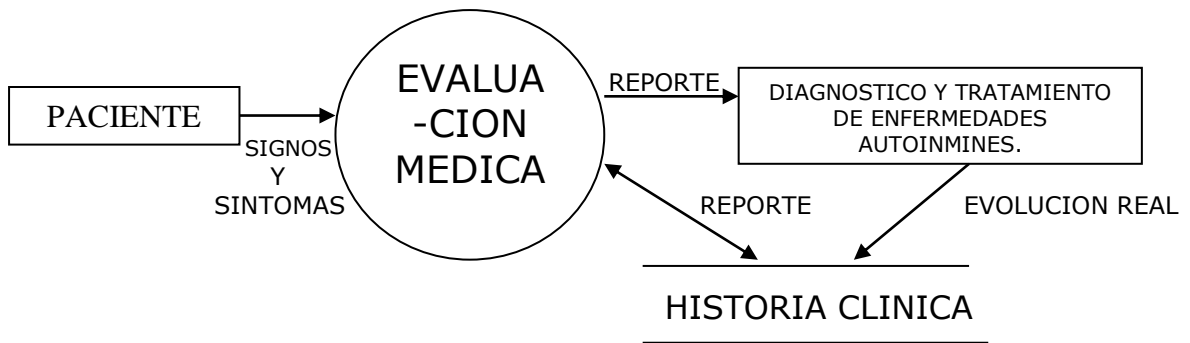 PACIENTE
SIGNOS
Y
SINTOMAS
EVALUA
-CION
MEDICA
REPORTE
DIAGNOSTICO Y TRATAMIENTO
DE ENFERMEDADES
AUTOINMINES.
REPORTE
EVOLUCION REAL
HISTORIA CLINICA